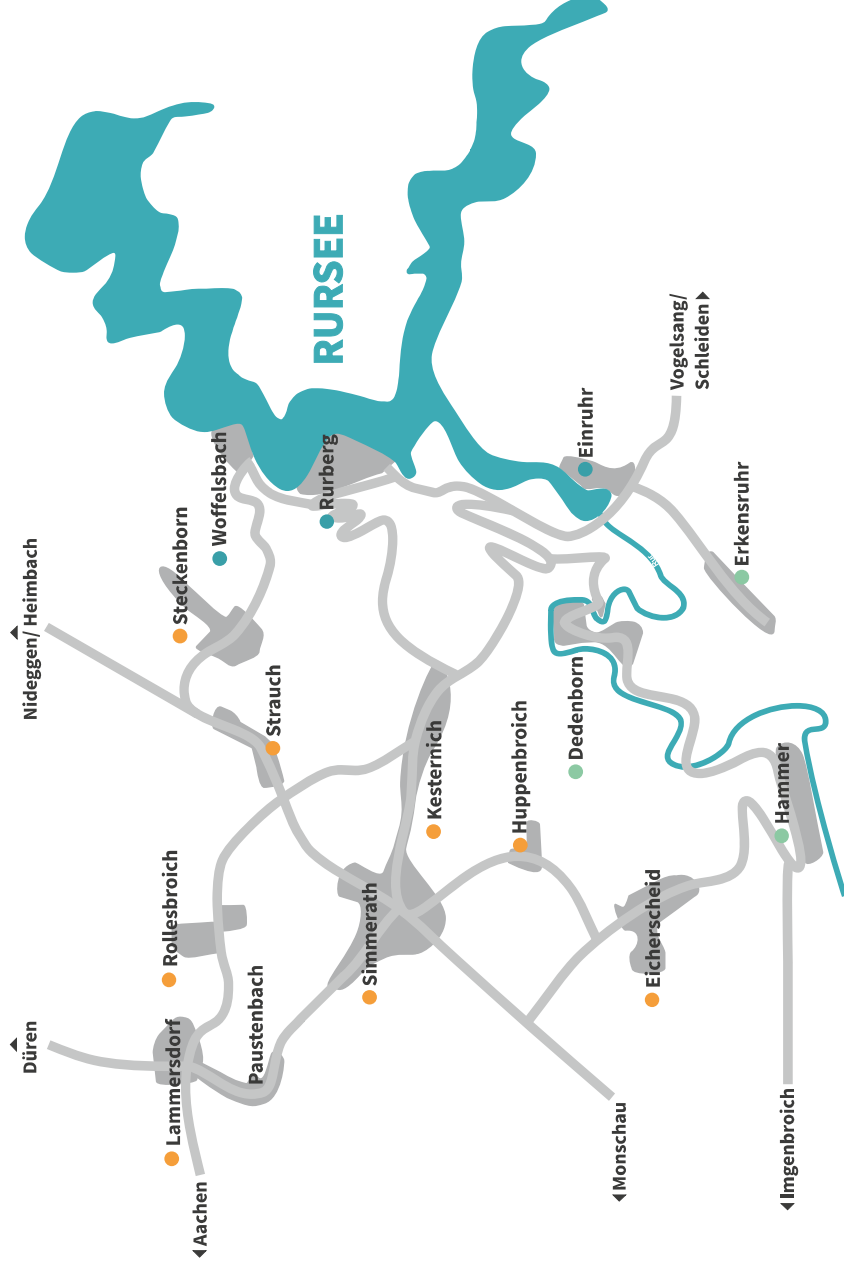 Nideggen/ Heimbach
Düren
Aachen
Lammersdorf
Rollesbroich
Paustenbach
Strauch
Steckenborn
Woffelsbach
Rurberg
RURSEE
Simmerath
Kesternich
Huppenbroich
Dedenborn
Einruhr
Vogelsang/
Schleiden
Erkensruhr
Rur
Eicherscheid
Hammer
Monschau
Imgenbroich